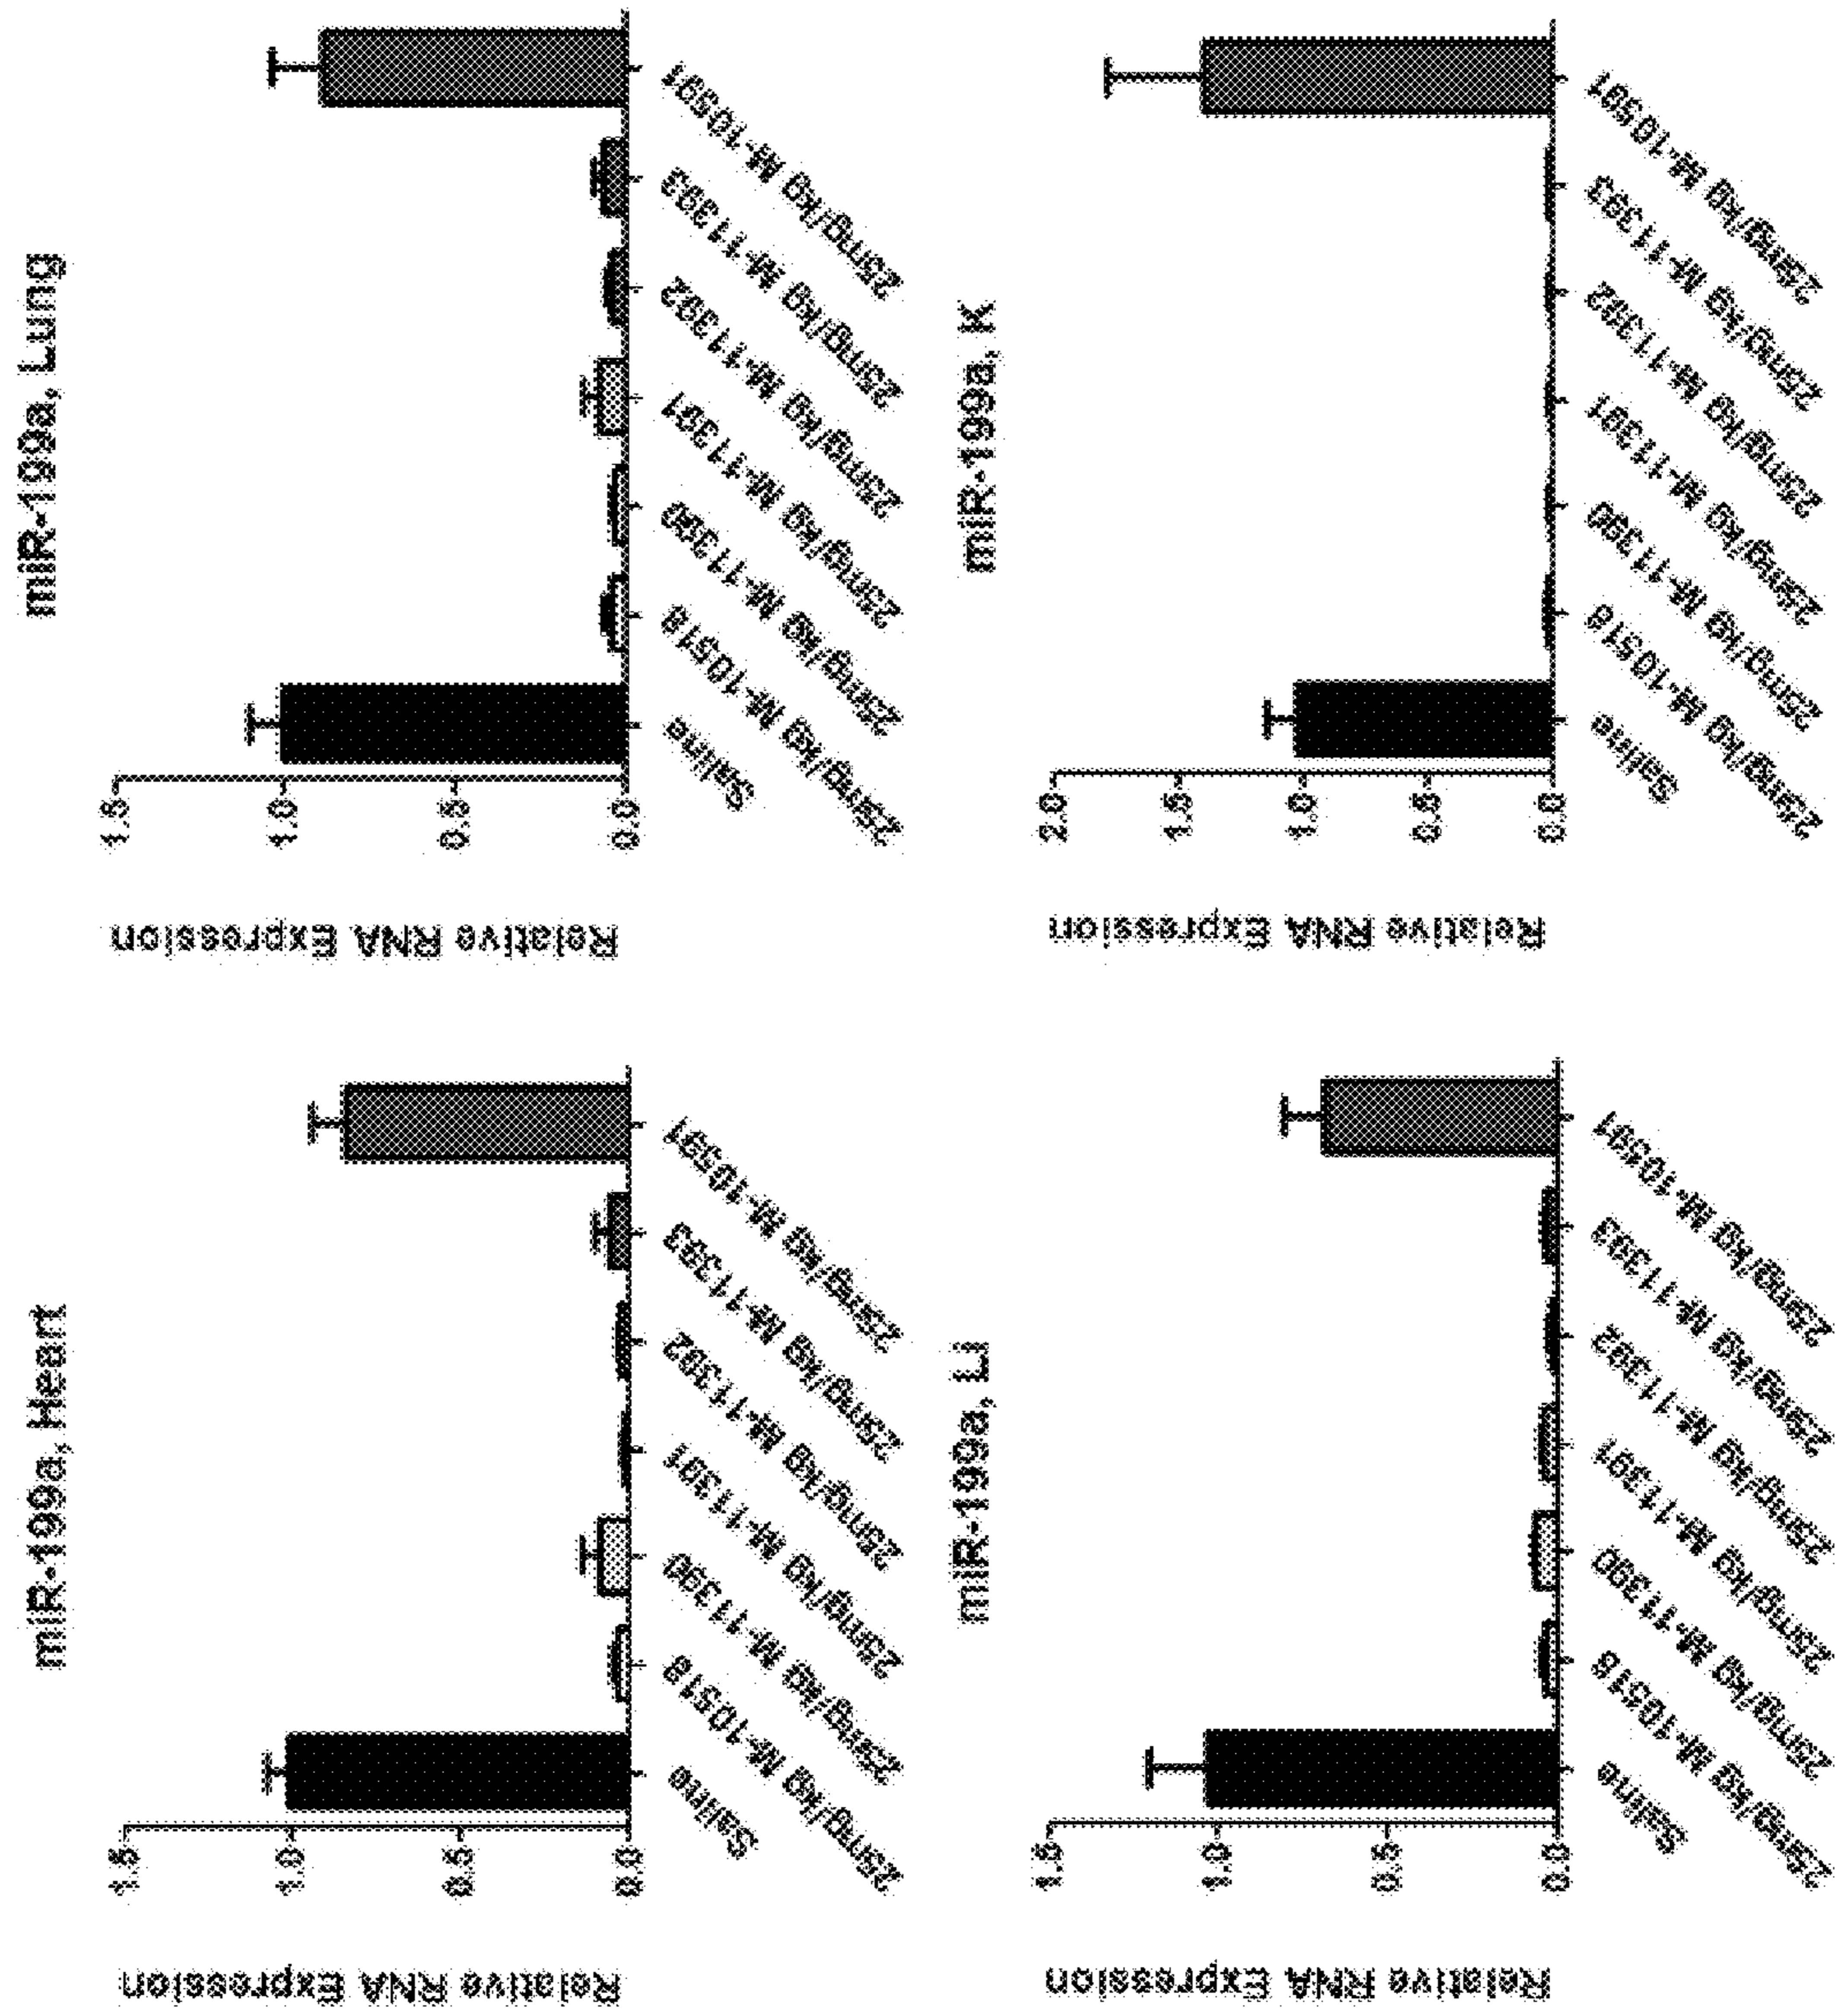 miR-199a, Heart
Relative RNA Expression
1.5
1.0
0.5
0.0
Saline
25mg/kg M-10518
25mg/kg M-11390
25mg/kg M-11391
25mg/kg M-11392
25mg/kg M-11393
25mg/kg M-10591
miR-199a, Lung
Relative RNA Expression
1.5
1.0
0.5
0.0
Saline
25mg/kg M-10518
25mg/kg M-11390
25mg/kg M-11391
25mg/kg M-11392
25mg/kg M-11393
25mg/kg M-10591
miR-199a, Li
Relative RNA Expression
1.5
1.0
0.5
0.0
Saline
25mg/kg M-10518
25mg/kg M-11390
25mg/kg M-11391
25mg/kg M-11392
25mg/kg M-11393
25mg/kg M-10591
miR-199a, K
Relative RNA Expression
2.0
1.5
1.0
0.5
0.0
Saline
25mg/kg M-10518
25mg/kg M-11390
25mg/kg M-11391
25mg/kg M-11392
25mg/kg M-11393
25mg/kg M-10591